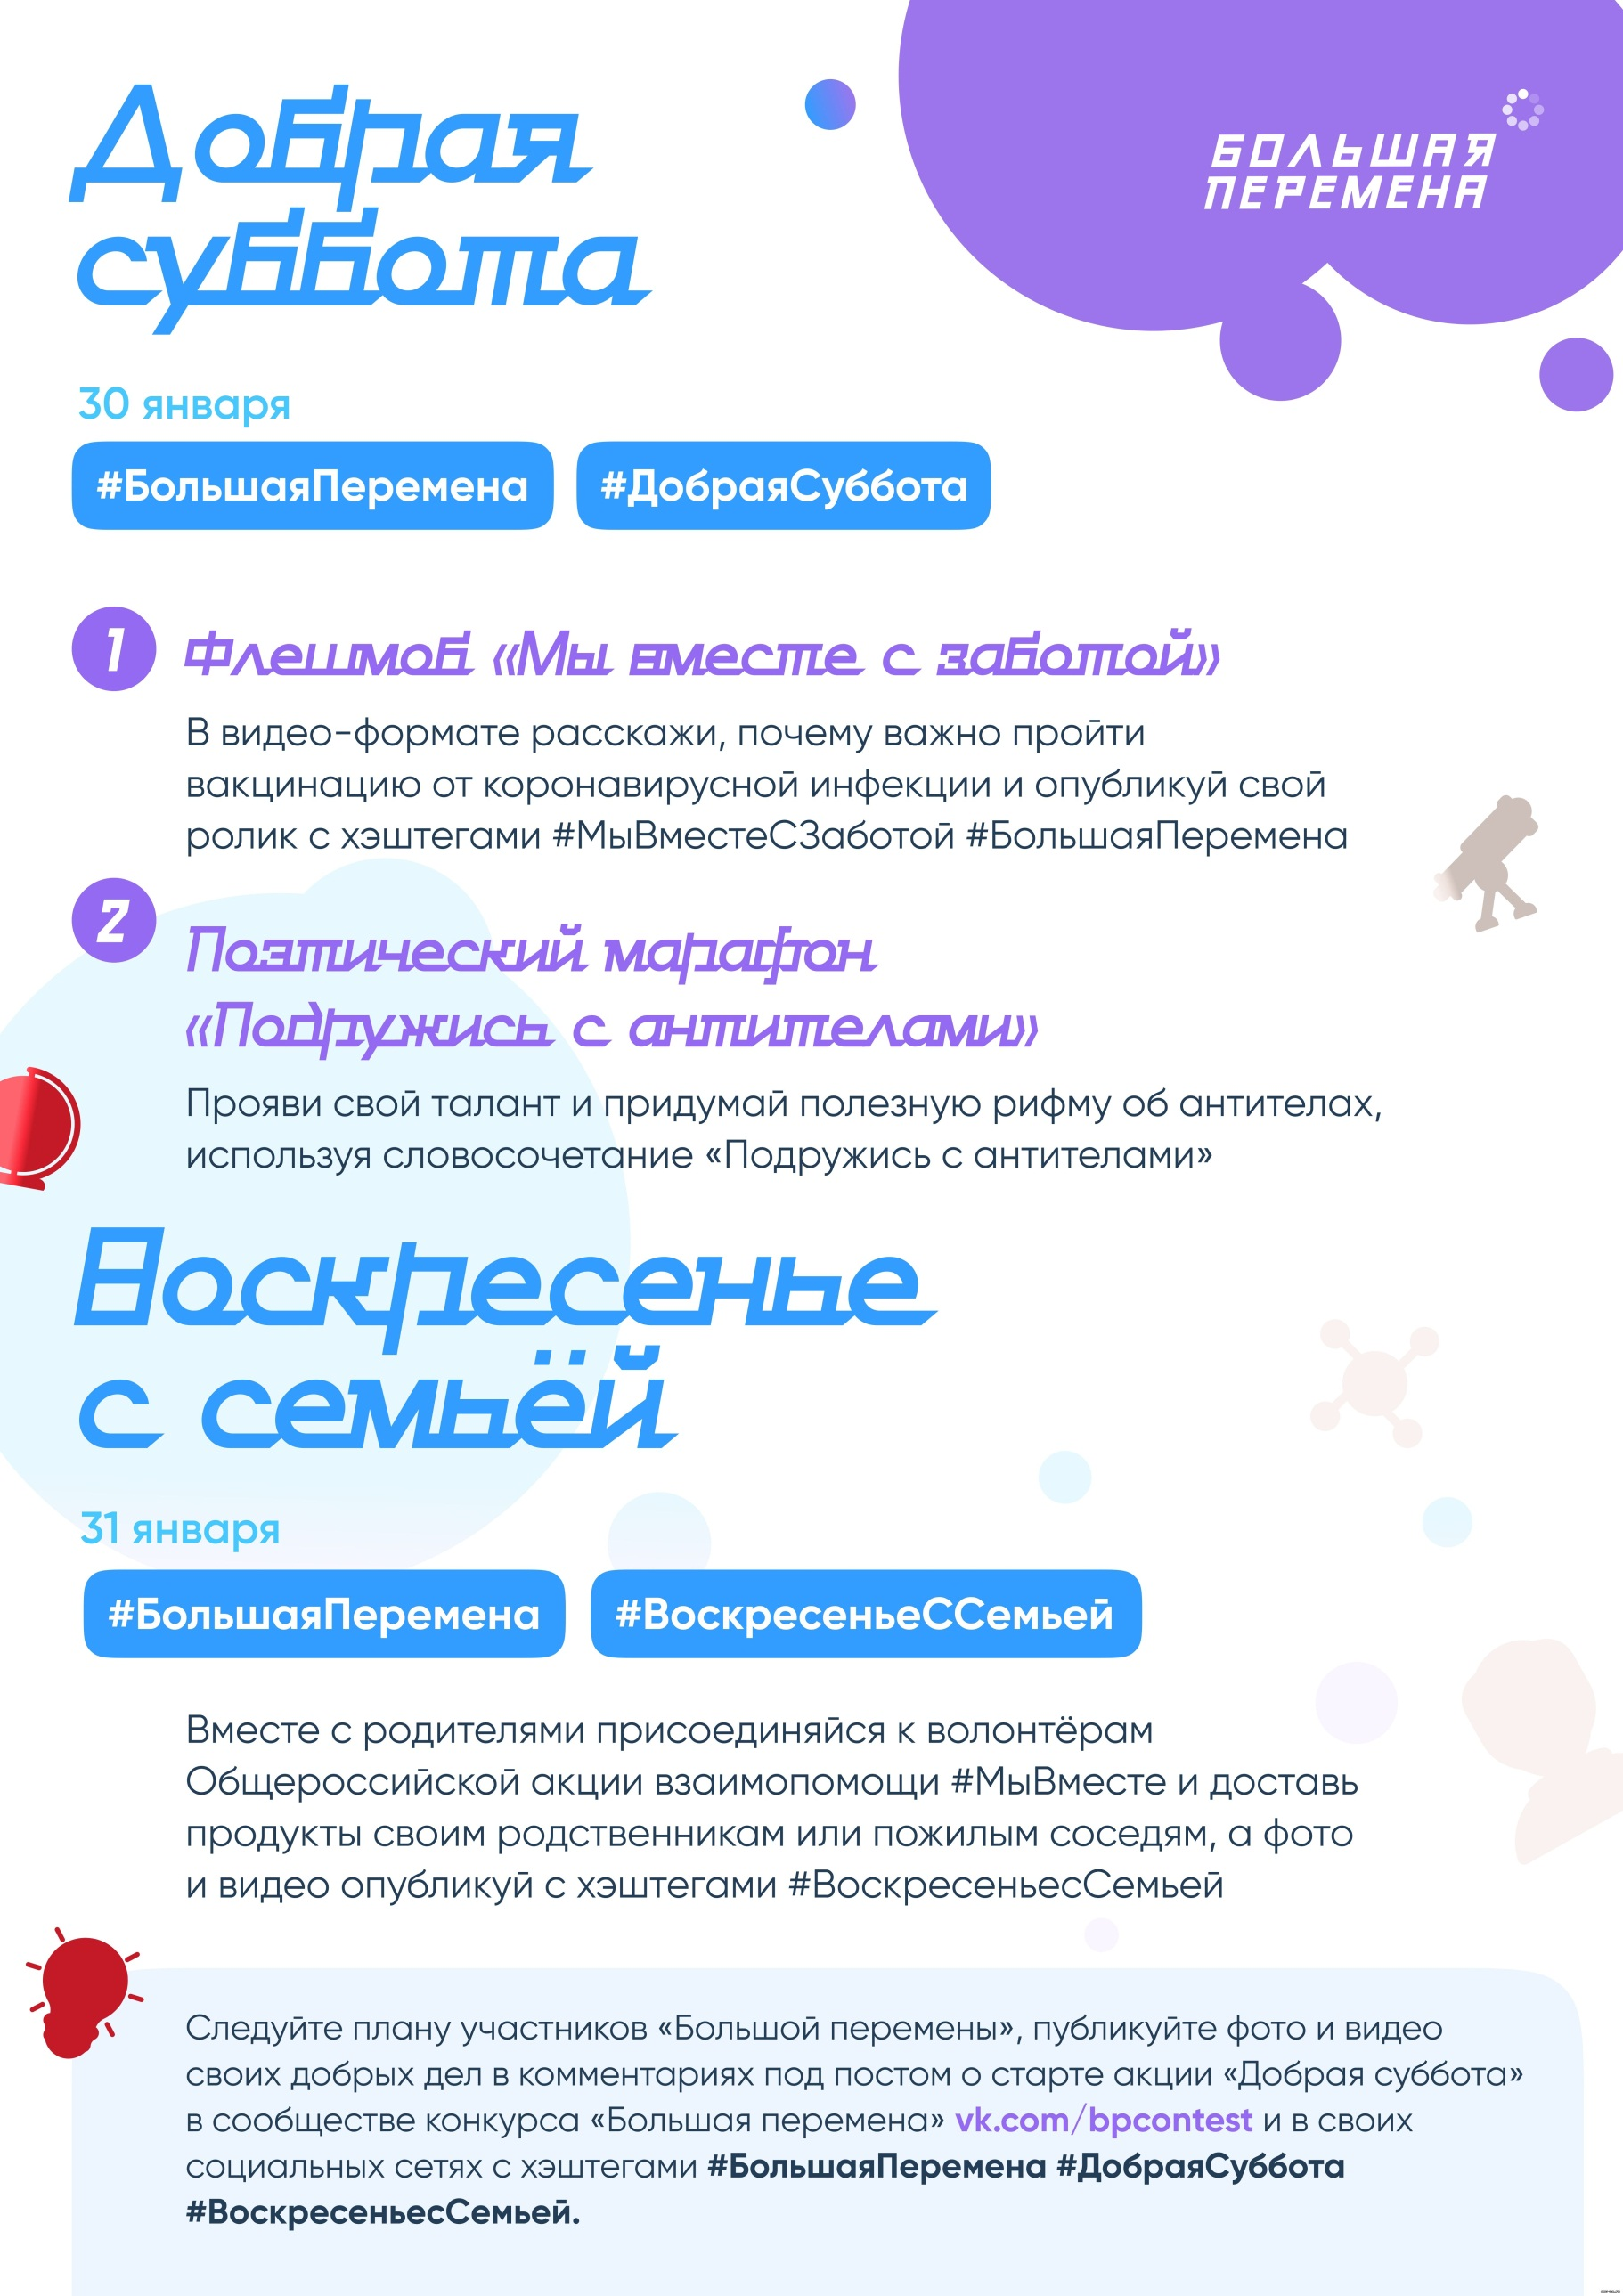 Добрая
суббота
БОЛЬШАЯ
ПЕРЕМЕНА
30 января
#БольшаяПеремена #ДобраяСуббота
1 Флешмоб «Мы вместе с заботой»
В видео-формате расскажи, почему важно пройти
вакцинацию от коронавирусной инфекции и опубликуй свой
ролик с хэштегами #МыВместеСЗаботой #БольшаяПеремена
2 Поэтический марафон
«Подружись с антителами»
Прояви свой талант и придумай полезную рифму об антителах,
используя словосочетание «Подружись с антителами»
Воскресенье
с семьёй
31 января
#БольшаяПеремена #ВоскресеньеССемьей
Вместе с родителями присоединяйся к волонтёрам
Общероссийской акции взаимопомощи #МыВместе и доставь
продукты своим родственникам или пожилым соседям, а фото
и видео опубликуй с хэштегами #ВоскресеньесСемьей
Следуйте плану участников «Большой перемены», публикуйте фото и видео
своих добрых дел в комментариях под постом о старте акции «Добрая суббота»
в сообществе конкурса «Большая перемена» vk.com/bpcontest и в своих
социальных сетях с хэштегами #БольшаяПеремена #ДобраяСуббота
#ВоскресеньесСемьей.